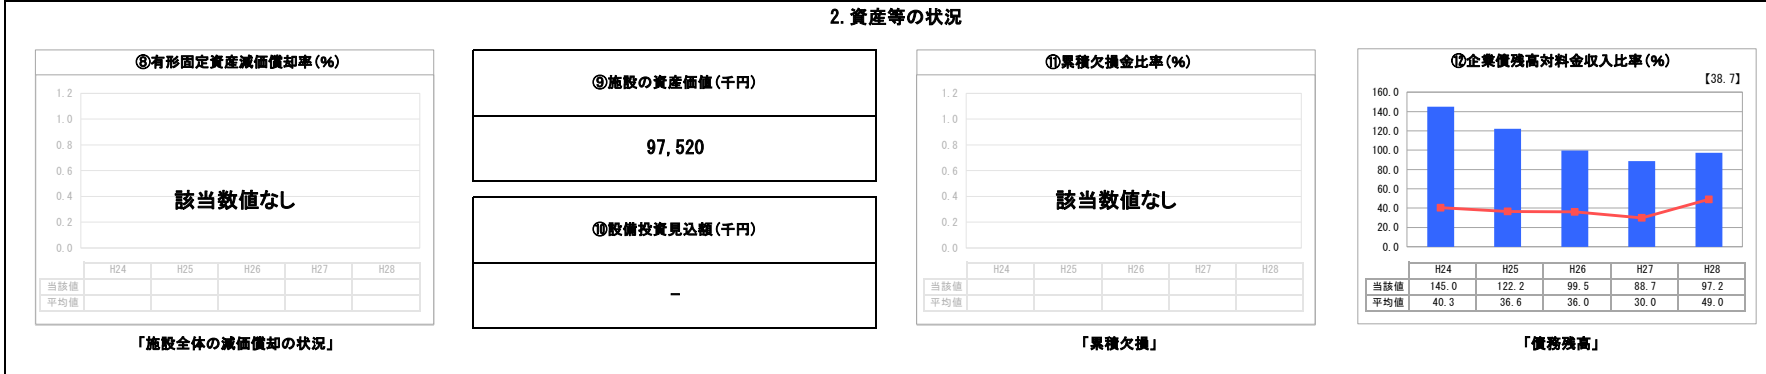 2. 資産等の状況
⑧有形固定資産減価償却率(%)
1.2
1.0
0.8
0.6
0.4
0.2
0.0
該当数値なし
H24 H25 H26 H27 H28
当該値
平均値
「施設全体の減価償却の状況」
⑨施設の資産価値(千円)
97,520
⑩設備投資見込額(千円)
-
⑪累積欠損金比率(%)
1.2
1.0
0.8
0.6
0.4
0.2
0.0
該当数値なし
H24 H25 H26 H27 H28
当該値
平均値
「累積欠損」
⑫企業債残高対料金収入比率(%)
【38.7】
160.0
140.0
120.0
100.0
80.0
60.0
40.0
20.0
0.0
H24 H25 H26 H27 H28
当該値 145.0 122.2 99.5 88.7 97.2
平均値 40.3 36.6 36.0 30.0 49.0
「債務残高」